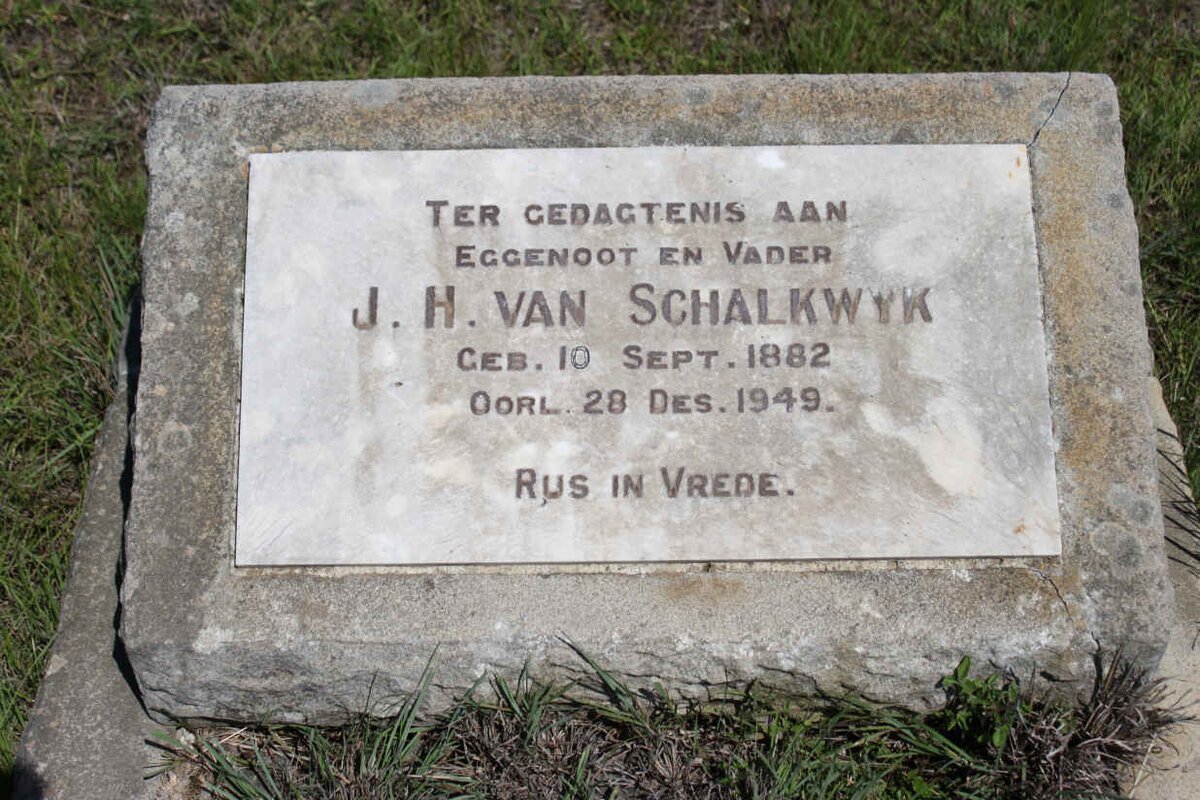 TER GEDAGTENIS AAN
EGGENOOT EN VADER
J. H. VAN SCHALKWYK
GEB. 10 SEPT. 1882
OORL. 28 DES. 1949.
RUS IN VREDE.